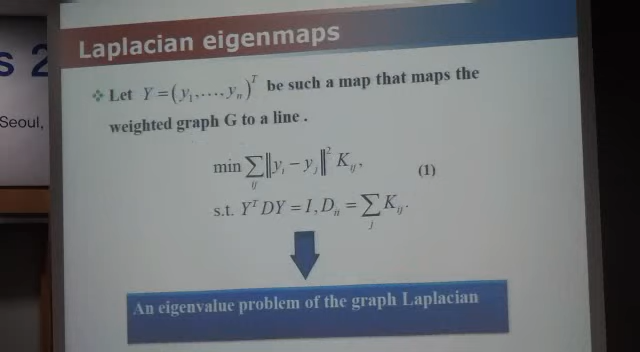 s 2
Seoul,
Laplacian eigenmaps
❖ Let Y = (y₁,....yₙ)ᵀ be such a map that maps the
weighted graph G to a line .
min ∑ᵢⱼ ‖yᵢ − yⱼ‖² Kᵢⱼ, (1)
s.t. YᵀDY = I, Dᵢᵢ = ∑ⱼ Kᵢⱼ.
An eigenvalue problem of the graph Laplacian